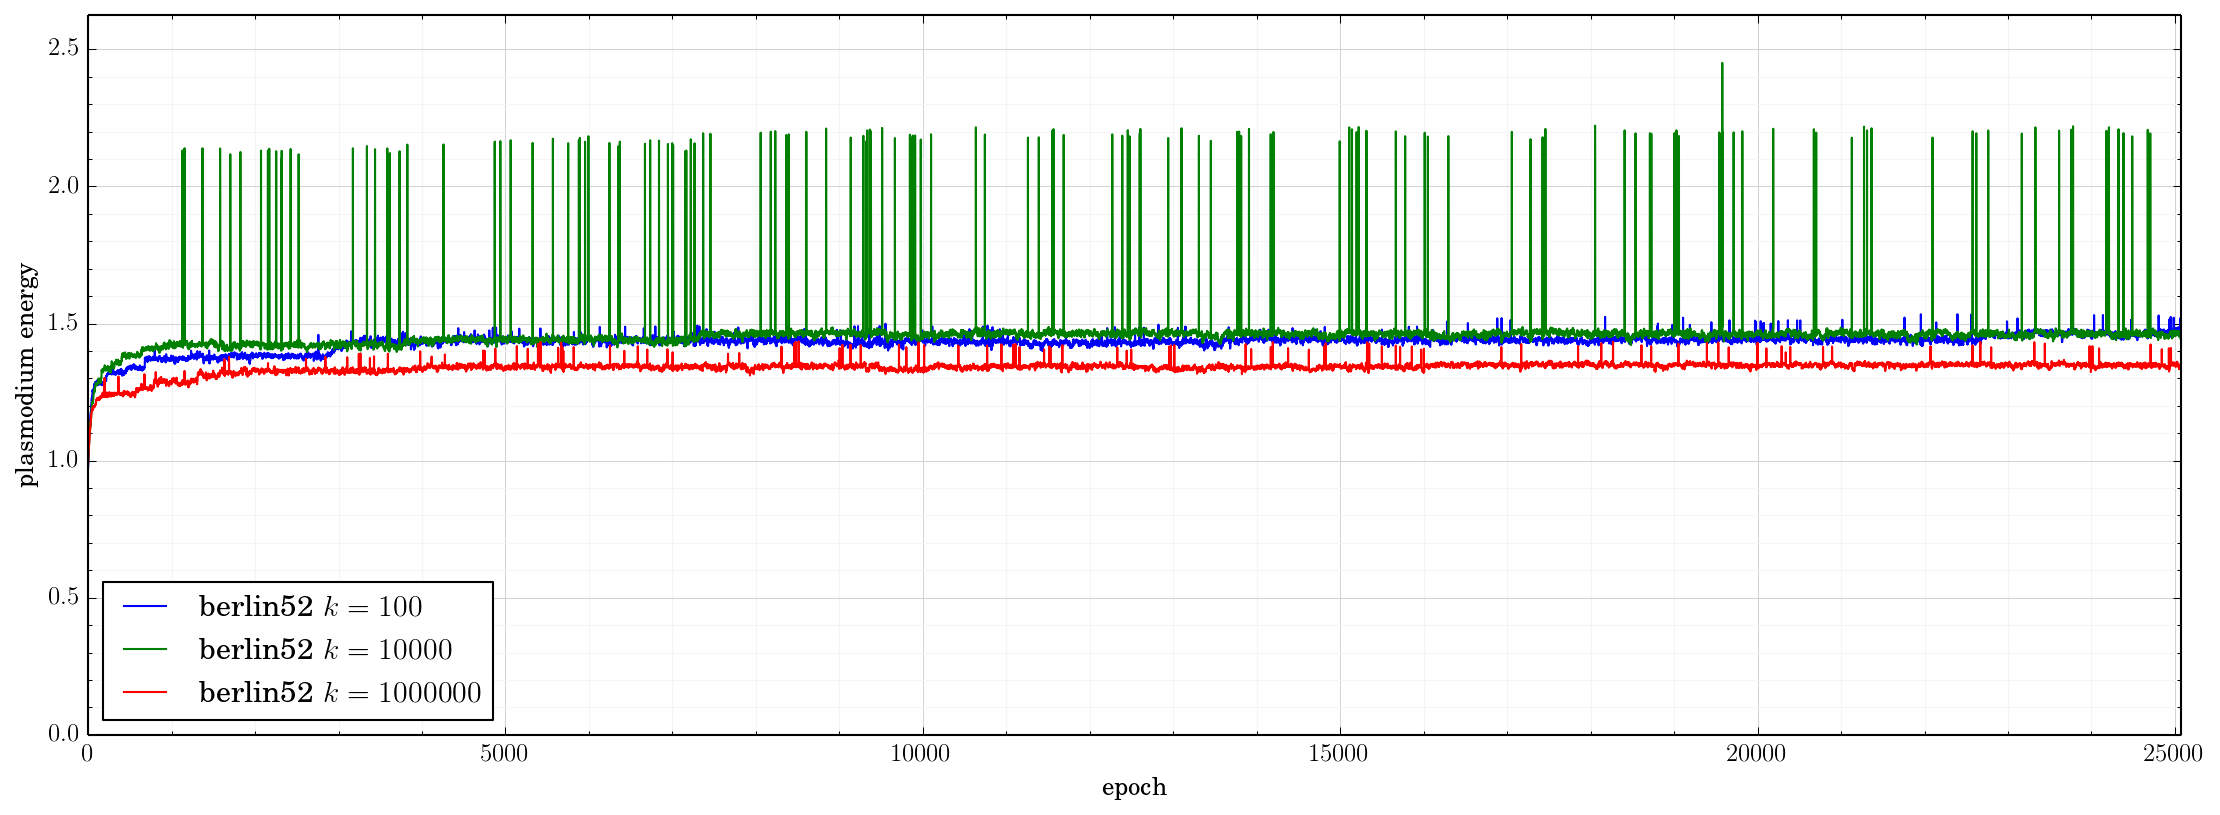 2.5
2.0
1.5
1.0
0.5
0.0
plasmodium energy
berlin52 k = 100
berlin52 k = 10000
berlin52 k = 1000000
0 5000 10000 15000 20000 25000
epoch